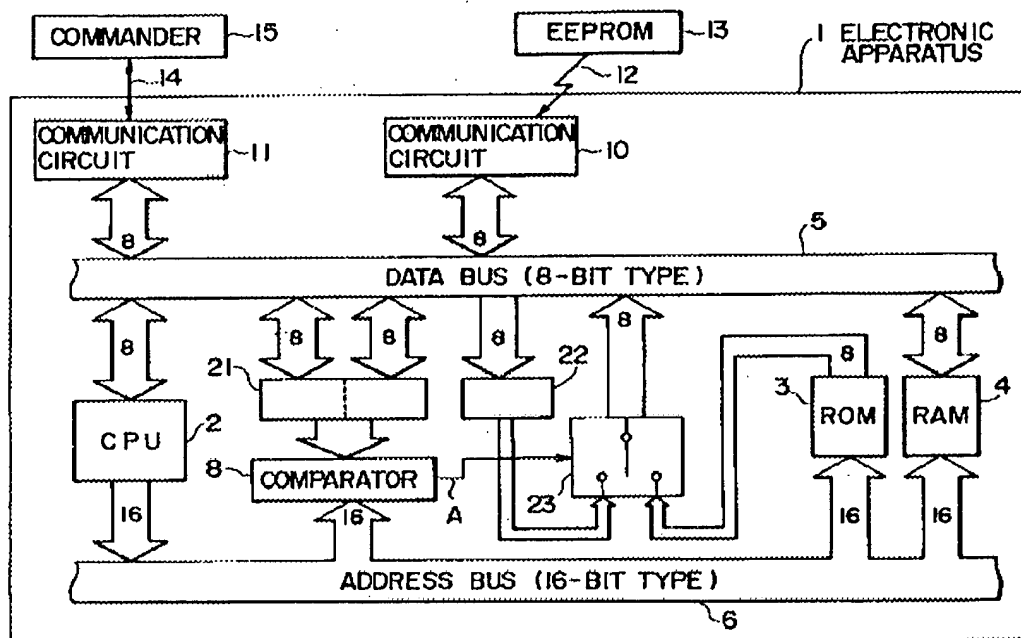 COMMANDER 15
EEPROM 13
1 ELECTRONIC
APPARATUS
14
12
COMMUNICATION
CIRCUIT
11
COMMUNICATION
CIRCUIT
10
8
8
5
DATA BUS (8-BIT TYPE)
8
8
8
8
8
8
8
21
22
3
4
CPU
2
ROM
RAM
8
COMPARATOR
A
23
16
16
16
16
ADDRESS BUS (16-BIT TYPE)
6